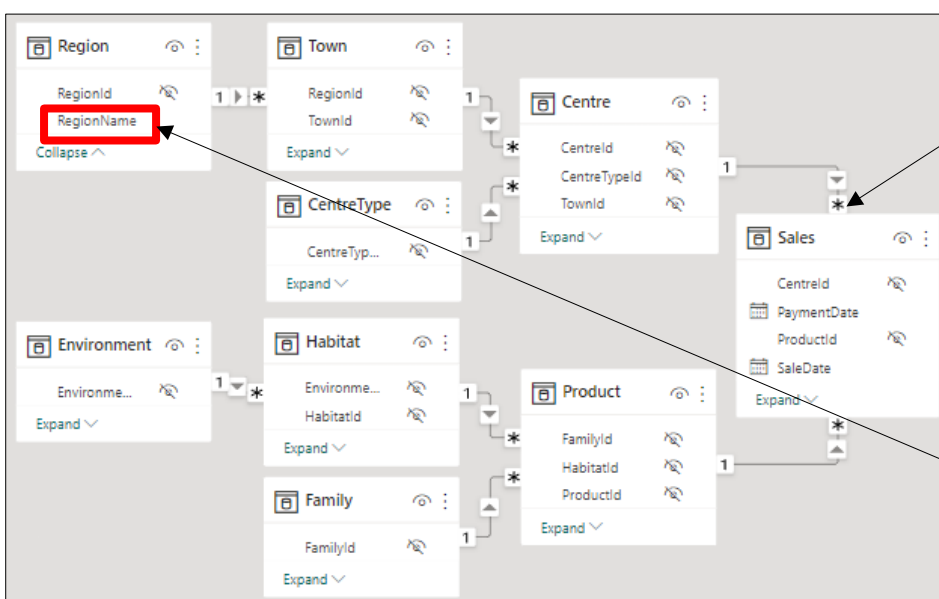 Region
RegionId
RegionName
Collapse
1
*
Town
RegionId
TownId
Expand
1
*
CentreType
CentreTyp...
Expand
1
*
Centre
CentreId
CentreTypeId
TownId
Expand
1
*
Sales
CentreId
PaymentDate
ProductId
SaleDate
Expand
*
Environment
Environme...
Expand
1
*
Habitat
Environme...
HabitatId
Expand
1
*
Family
FamilyId
Expand
1
*
Product
FamilyId
HabitatId
ProductId
Expand
1